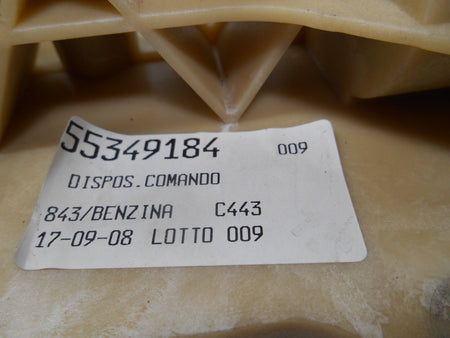 55349184 009
DISPOS.COMANDO
843/BENZINA C443
17-09-08 LOTTO 009